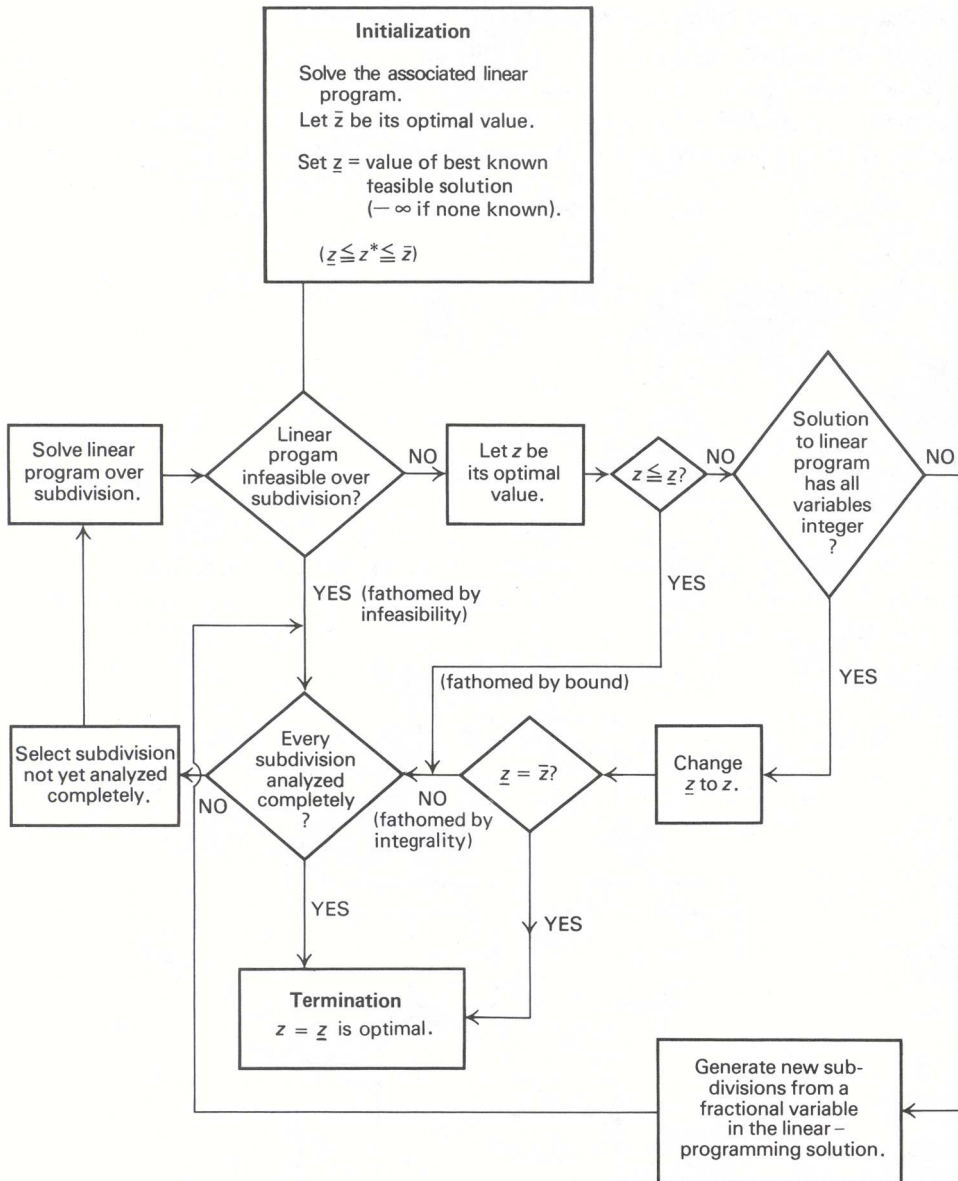 Initialization
Solve the associated linear
program.
Let z̄ be its optimal value.
Set z̲ = value of best known
teasible solution
(− ∞ if none known).
(z̲ ≦ z* ≦ z̄)
Solve linear
program over
subdivision.
Linear
progam
infeasible over
subdivision?
NO
Let z be
its optimal
value.
z ≦ z̲?
NO
Solution
to linear
program
has all
variables
integer
?
NO
YES (fathomed by
infeasibility)
YES
YES
(fathomed by bound)
Select subdivision
not yet analyzed
completely.
NO
Every
subdivision
analyzed
completely
?
NO
(fathomed by
integrality)
z̲ = z̄?
Change
z̲ to z.
YES
YES
Termination
z = z̲ is optimal.
Generate new sub-
divisions from a
fractional variable
in the linear –
programming solution.